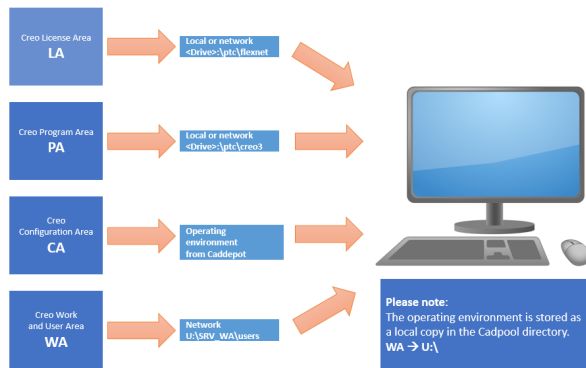 Creo License Area
LA
Local or network
<Drive>:\ptc\flexnet
Creo Program Area
PA
Local or network
<Drive>:\ptc\creo3
Creo
Configuration Area
CA
Operating
environment
from Caddepot
Creo Work
and User Area
WA
Network
U:\SRV_WA\users
Please note:
The operating environment is stored as
a local copy in the Cadpool directory.
WA → U:\